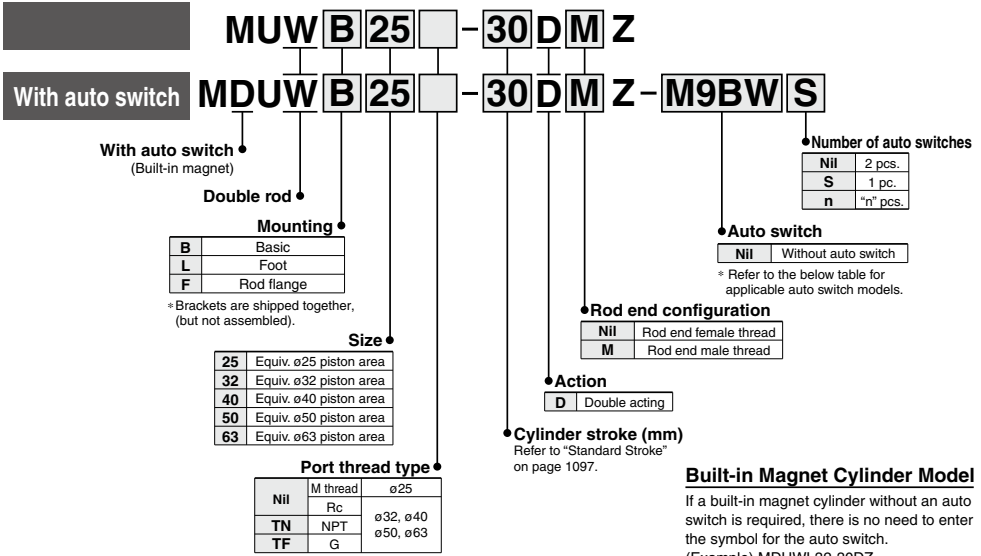 MUWB25 -30DMZ
With auto switch MDUWB25 -30DMZ-M9BWS
Number of auto switches
Nil 2 pcs.
S 1 pc.
n "n" pcs.
With auto switch
(Built-in magnet)
Double rod
Mounting
B Basic
L Foot
F Rod flange
* Brackets are shipped together,
(but not assembled).
Auto switch
Nil Without auto switch
* Refer to the below table for
applicable auto switch models.
Rod end configuration
Nil Rod end female thread
M Rod end male thread
Size
25 Equiv. ø25 piston area
32 Equiv. ø32 piston area
40 Equiv. ø40 piston area
50 Equiv. ø50 piston area
63 Equiv. ø63 piston area
Action
D Double acting
Cylinder stroke (mm)
Refer to "Standard Stroke"
on page 1097.
Port thread type
Nil M thread ø25
Rc ø32, ø40
TN NPT ø50, ø63
TF G
Built-in Magnet Cylinder Model
If a built-in magnet cylinder without an auto
switch is required, there is no need to enter
the symbol for the auto switch.